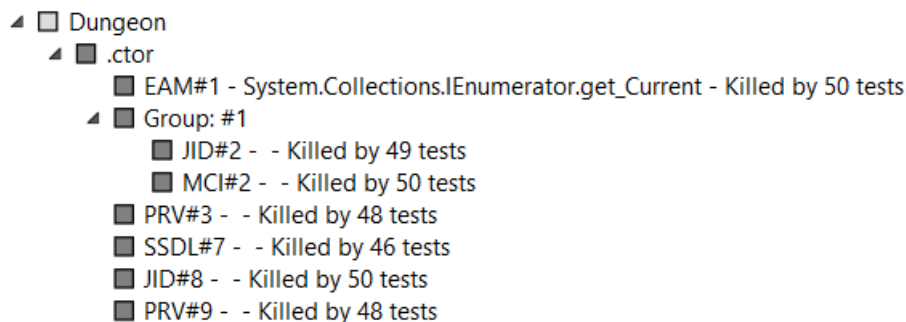 Dungeon
.ctor
EAM#1 - System.Collections.IEnumerator.get_Current - Killed by 50 tests
Group: #1
JID#2 - - Killed by 49 tests
MCI#2 - - Killed by 50 tests
PRV#3 - - Killed by 48 tests
SSDL#7 - - Killed by 46 tests
JID#8 - - Killed by 50 tests
PRV#9 - - Killed by 48 tests